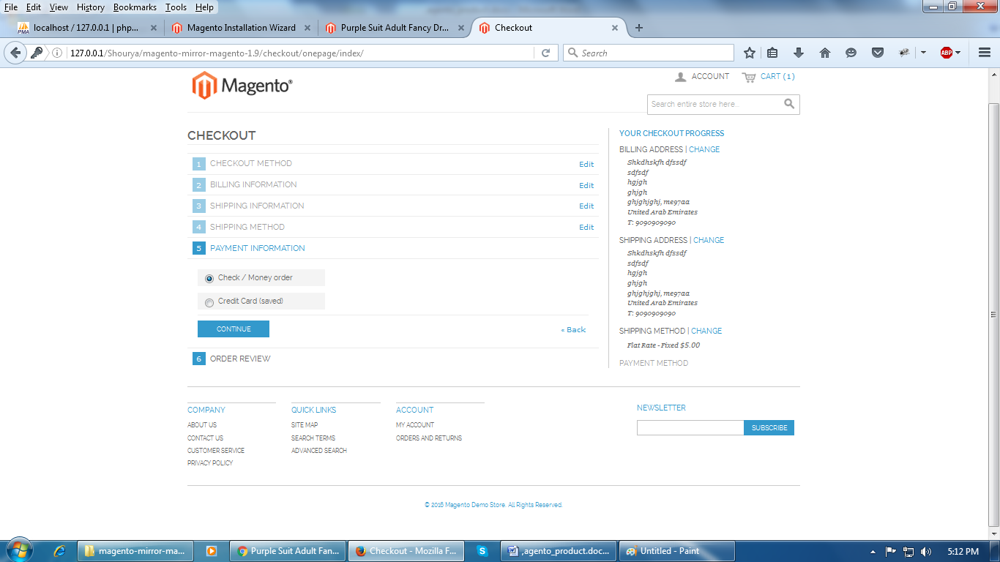 File Edit View History Bookmarks Tools Help
localhost / 127.0.0.1 | php...
Magento Installation Wizard
Purple Suit Adult Fancy Dr...
Checkout
127.0.0.1/Shourya/magento-mirror-magento-1.9/checkout/onepage/index/
Search
ABP
Magento®
ACCOUNT
CART (1)
Search entire store here...
CHECKOUT
1 CHECKOUT METHOD Edit
2 BILLING INFORMATION Edit
3 SHIPPING INFORMATION Edit
4 SHIPPING METHOD Edit
5 PAYMENT INFORMATION
Check / Money order
Credit Card (saved)
CONTINUE
« Back
6 ORDER REVIEW
YOUR CHECKOUT PROGRESS
BILLING ADDRESS | CHANGE
Shkdhskfh dfssdf
sdfsdf
hgjgh
ghjgh
ghjghjghj, me97aa
United Arab Emirates
T: 9090909090
SHIPPING ADDRESS | CHANGE
Shkdhskfh dfssdf
sdfsdf
hgjgh
ghjgh
ghjghjghj, me97aa
United Arab Emirates
T: 9090909090
SHIPPING METHOD | CHANGE
Flat Rate - Fixed $5.00
PAYMENT METHOD
COMPANY
ABOUT US
CONTACT US
CUSTOMER SERVICE
PRIVACY POLICY
QUICK LINKS
SITE MAP
SEARCH TERMS
ADVANCED SEARCH
ACCOUNT
MY ACCOUNT
ORDERS AND RETURNS
NEWSLETTER
SUBSCRIBE
© 2016 Magento Demo Store. All Rights Reserved.
magento-mirror-ma...
Purple Suit Adult Fan...
Checkout - Mozilla F...
,agento_product.doc...
Untitled - Paint
5:12 PM